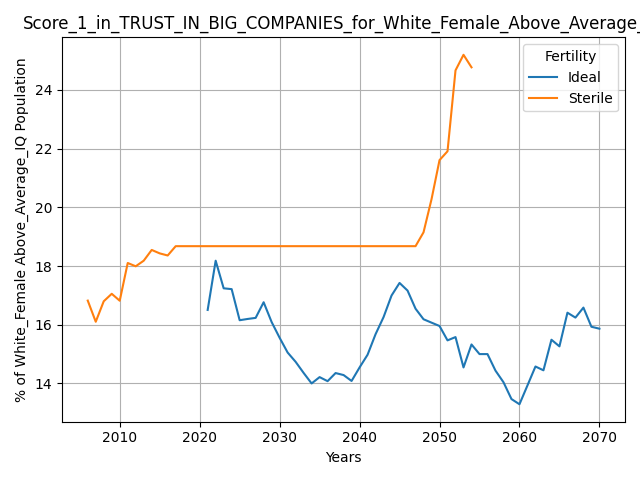 Score_1_in_TRUST_IN_BIG_COMPANIES_for_White_Female_Above_Average_
Fertility
Ideal
Sterile
% of White_Female Above_Average_IQ Population
24
22
20
18
16
14
2010 2020 2030 2040 2050 2060 2070
Years